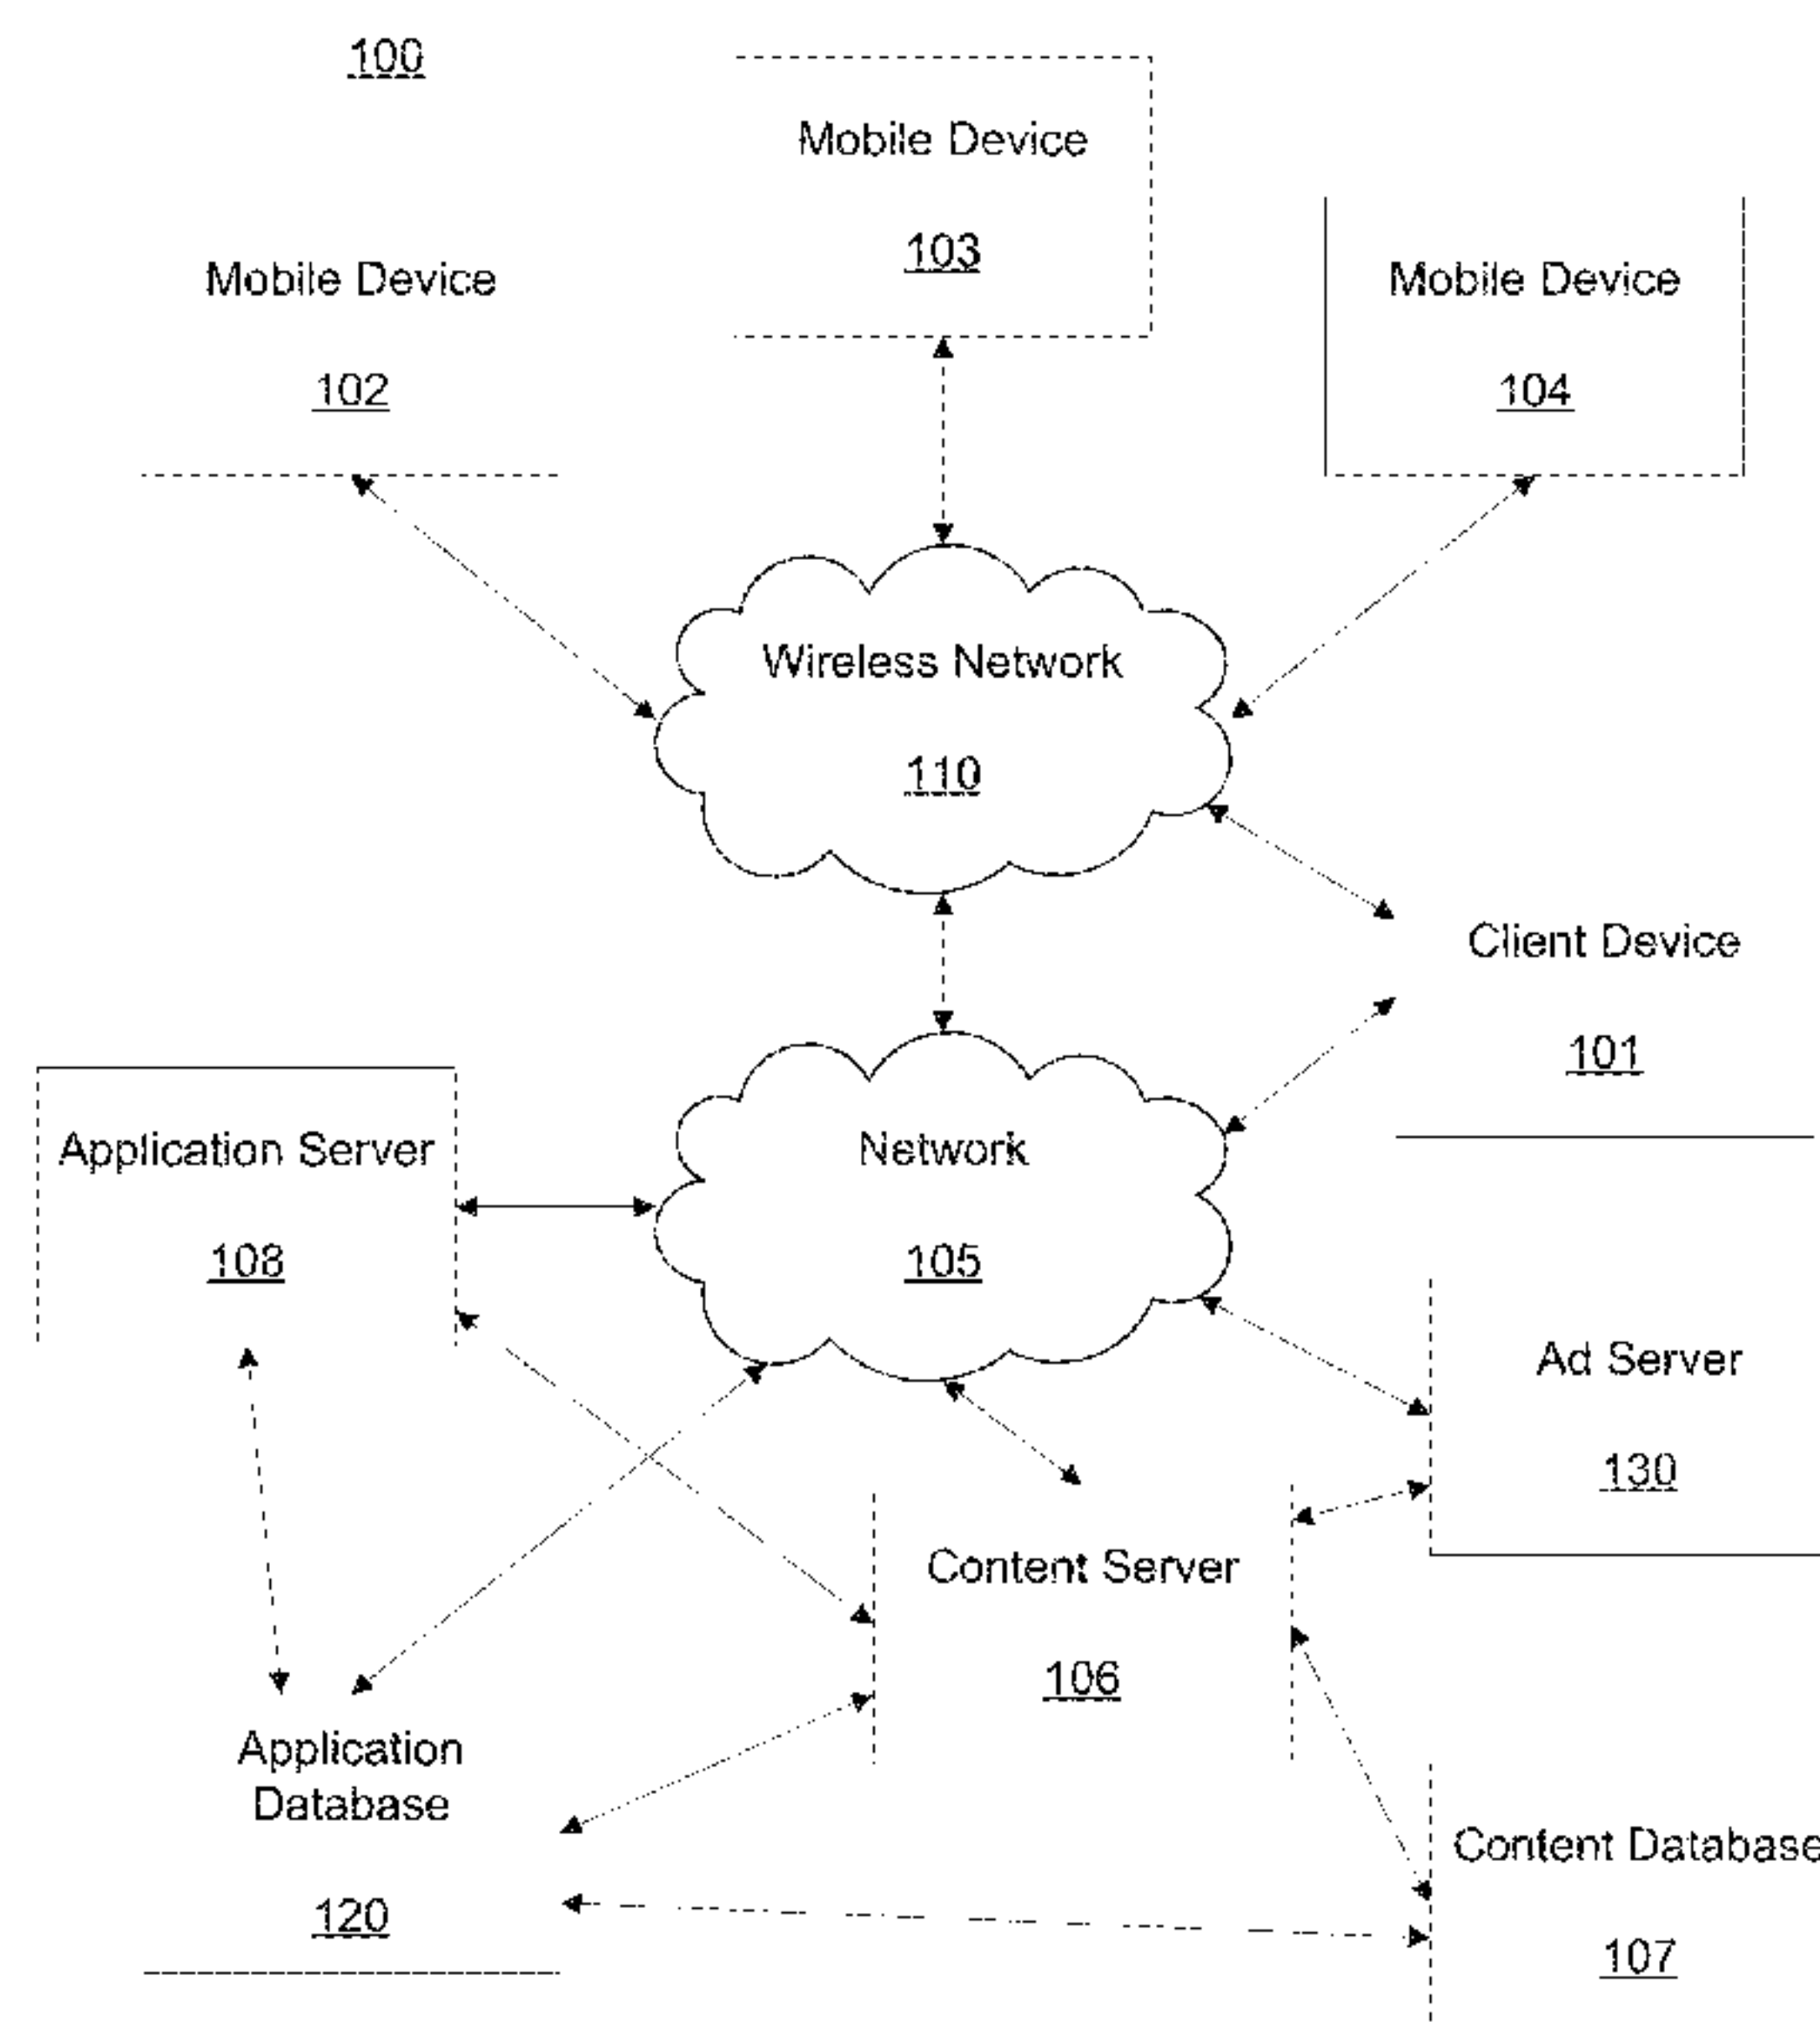 100
Mobile Device
103
Mobile Device
102
Mobile Device
104
Wireless Network
110
Client Device
101
Application Server
108
Network
105
Ad Server
130
Content Server
106
Application
Database
120
Content Database
107